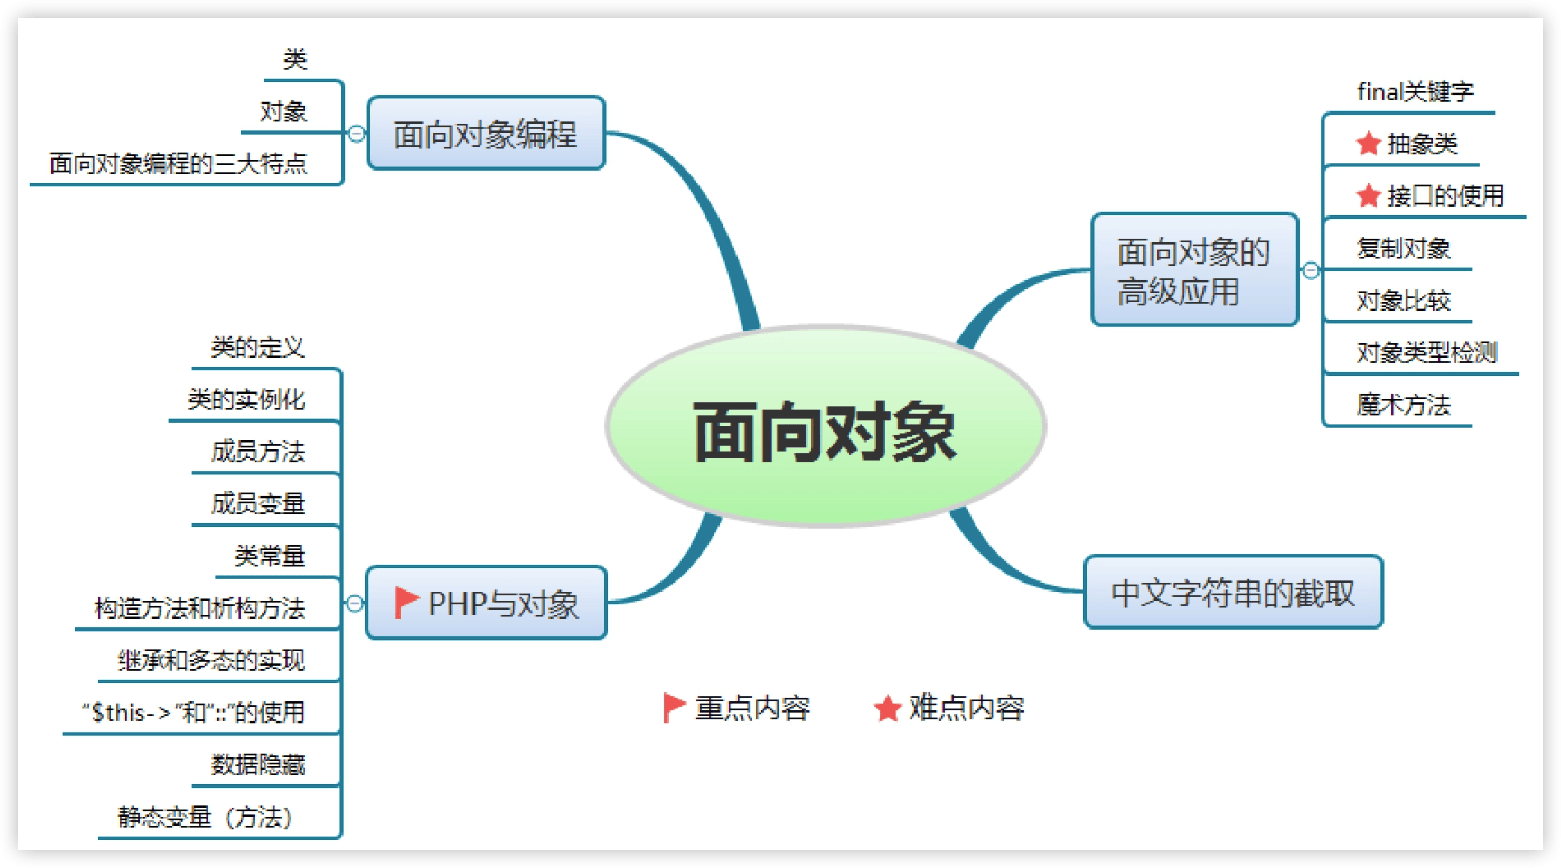 类
对象
面向对象编程的三大特点
面向对象编程
final关键字
抽象类
接口的使用
复制对象
对象比较
对象类型检测
魔术方法
面向对象的
高级应用
面向对象
类的定义
类的实例化
成员方法
成员变量
类常量
构造方法和析构方法
继承和多态的实现
“$this->”和“::”的使用
数据隐藏
静态变量（方法）
PHP与对象
中文字符串的截取
重点内容
难点内容